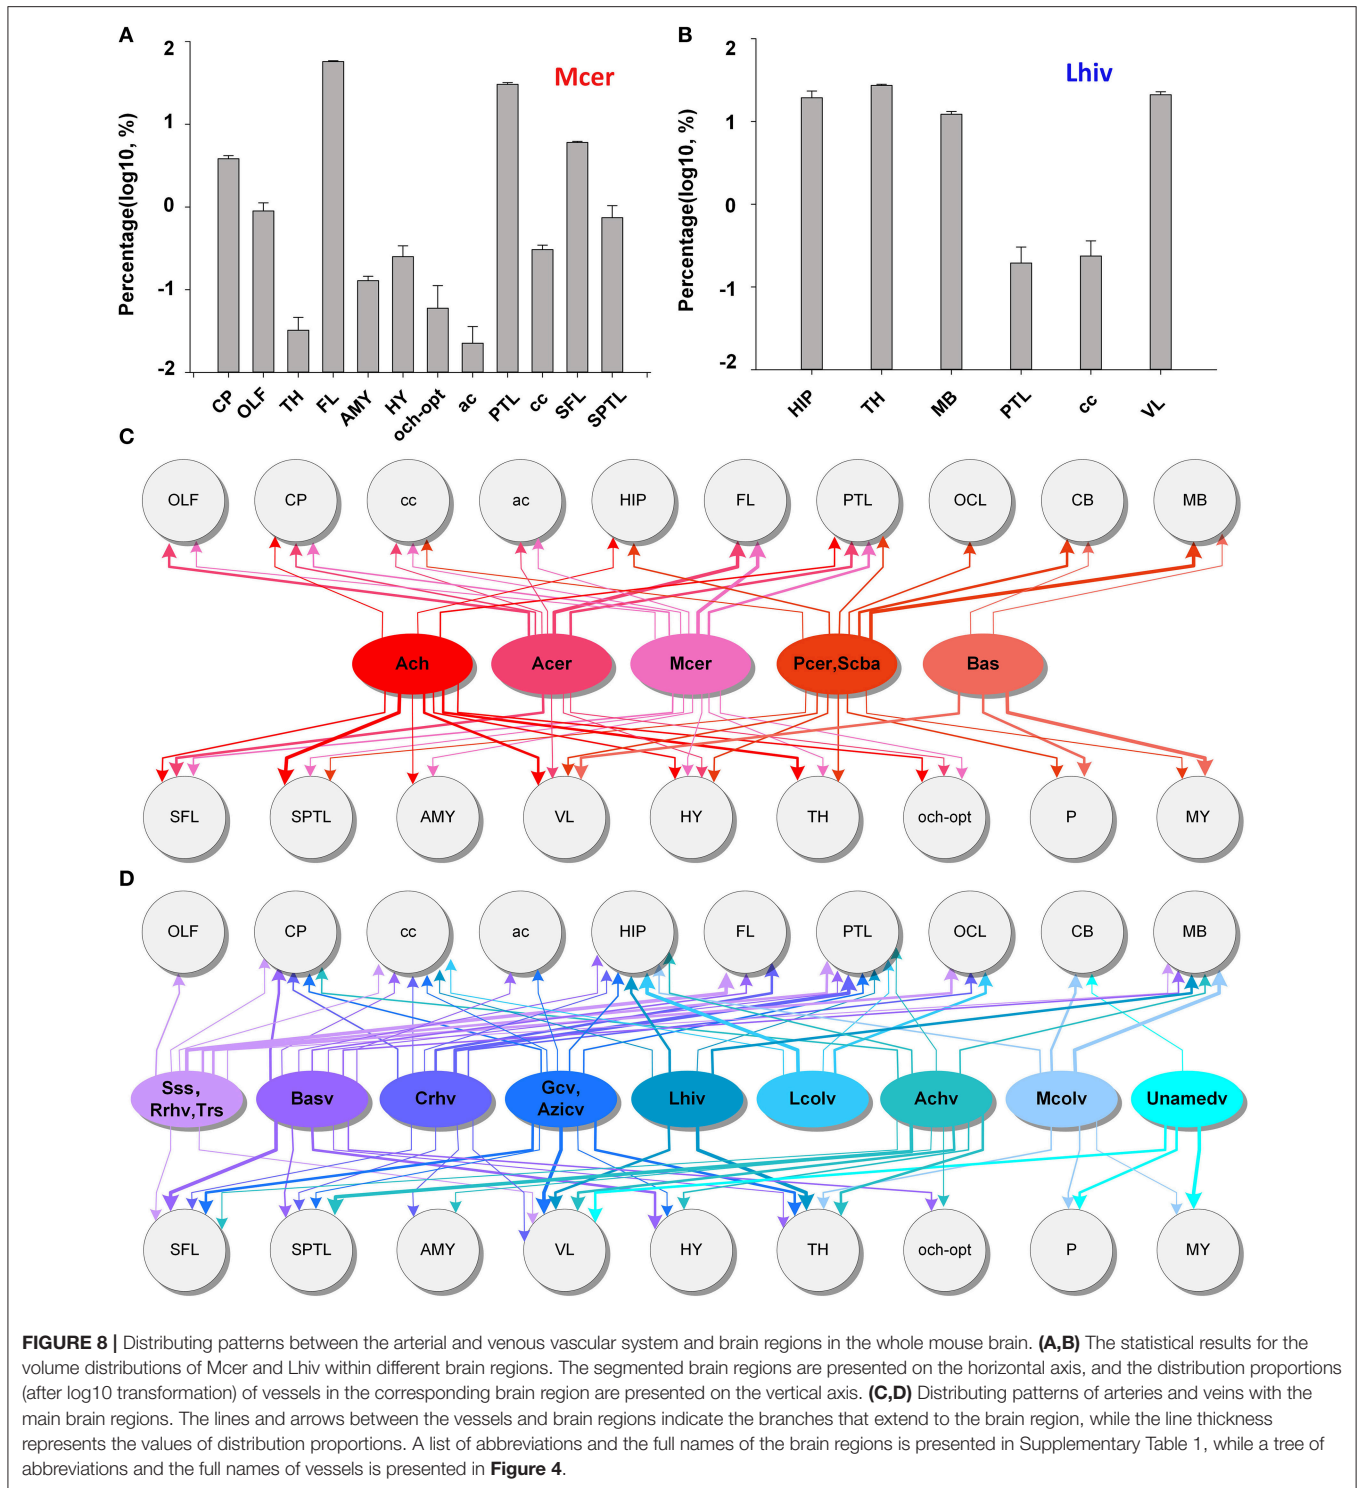 A
Percentage(log10, %)
2
1
0
-1
-2
Mcer
CP OLF TH FL AMY HY och-opt ac PTL cc SFL SPTL
B
Percentage(log10, %)
2
1
0
-1
-2
Lhiv
HIP TH MB PTL cc VL
C
OLF CP cc ac HIP FL PTL OCL CB MB
Ach Acer Mcer Pcer,Scba Bas
SFL SPTL AMY VL HY TH och-opt P MY
D
OLF CP cc ac HIP FL PTL OCL CB MB
Sss,
Rrhv,Trs
Basv
Crhv
Gcv,
Azicv
Lhiv
Lcolv
Achv
Mcolv
Unamedv
SFL SPTL AMY VL HY TH och-opt P MY
FIGURE 8 | Distributing patterns between the arterial and venous vascular system and brain regions in the whole mouse brain. (A,B) The statistical results for the
volume distributions of Mcer and Lhiv within different brain regions. The segmented brain regions are presented on the horizontal axis, and the distribution proportions
(after log10 transformation) of vessels in the corresponding brain region are presented on the vertical axis. (C,D) Distributing patterns of arteries and veins with the
main brain regions. The lines and arrows between the vessels and brain regions indicate the branches that extend to the brain region, while the line thickness
represents the values of distribution proportions. A list of abbreviations and the full names of the brain regions is presented in Supplementary Table 1, while a tree of
abbreviations and the full names of vessels is presented in Figure 4.